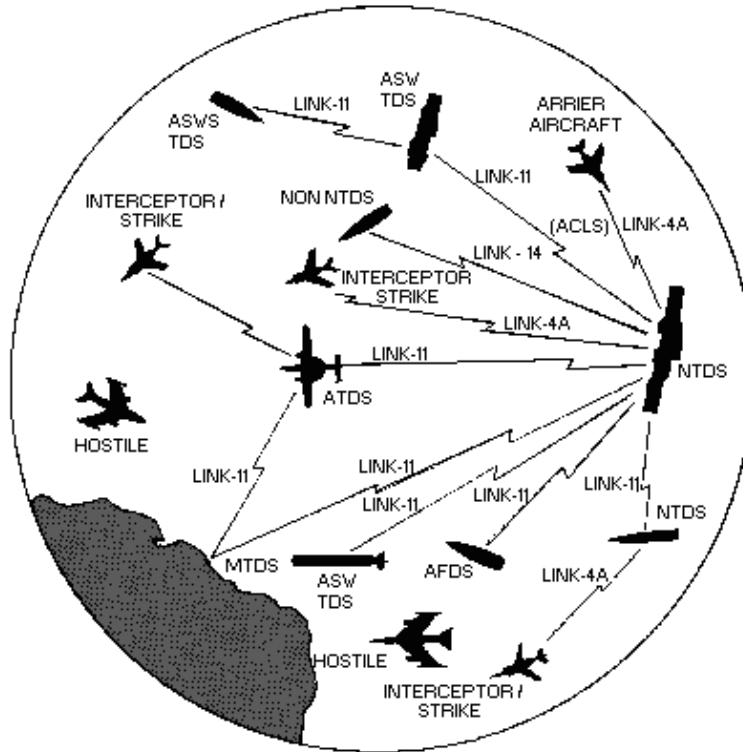 ASW
TDS
LINK-11
ARRIER
AIRCRAFT
ASWS
TDS
LINK-11
INTERCEPTOR /
STRIKE
NON NTDS
(ACLS)
LINK-4A
LINK - 14
INTERCEPTOR
STRIKE
LINK-4A
LINK-11
NTDS
ATDS
HOSTILE
LINK-11
LINK-11
LINK-11
LINK-11
LINK-11
NTDS
MTDS
ASW
TDS
AFDS
LINK-4A
HOSTILE
INTERCEPTOR /
STRIKE